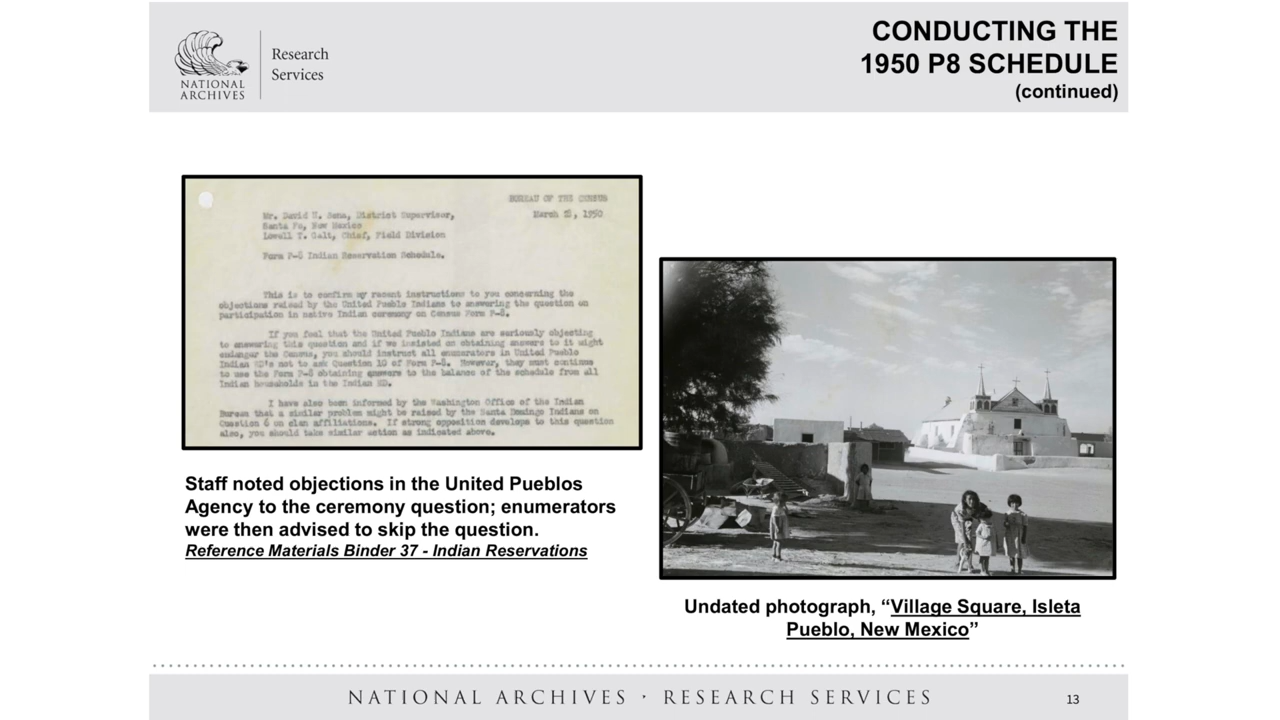 NATIONAL
ARCHIVES
Research
Services
CONDUCTING THE
1950 P8 SCHEDULE
(continued)
BUREAU OF THE CENSUS
Mr. David U. Sena, District Supervisor,
March 1950
Santa Fe, New Mexico
Lowell T. Galt, Chief, Field Division
Form P-8 Indian Reservation Schedule.
This is to confirm my recent instructions to you concerning the
objections raised by the United Pueblo Indians to answering the question on
participation in native Indian ceremony on Census Form P-8.
If you feel that the United Pueblo Indians are seriously objecting
to answering this question and if we insisted on obtaining answers to it might
endanger the Census, you should instruct all enumerators in United Pueblo
Indian ED's not to ask Question 10 of Form P-8. However, they must continue
to use the Form P-8 obtaining answers to the balance of the schedule from all
Indian households in the Indian ED.
I have also been informed by the Washington Office of the Indian
Bureau that a similar problem might be raised by the Santa Domingo Indians on
Question 6 on clan affiliations. If strong opposition develops to this question
also, you should take similar action as indicated above.
Staff noted objections in the United Pueblos
Agency to the ceremony question; enumerators
were then advised to skip the question.
Reference Materials Binder 37 - Indian Reservations
Undated photograph, “Village Square, Isleta
Pueblo, New Mexico”
NATIONAL ARCHIVES · RESEARCH SERVICES
13